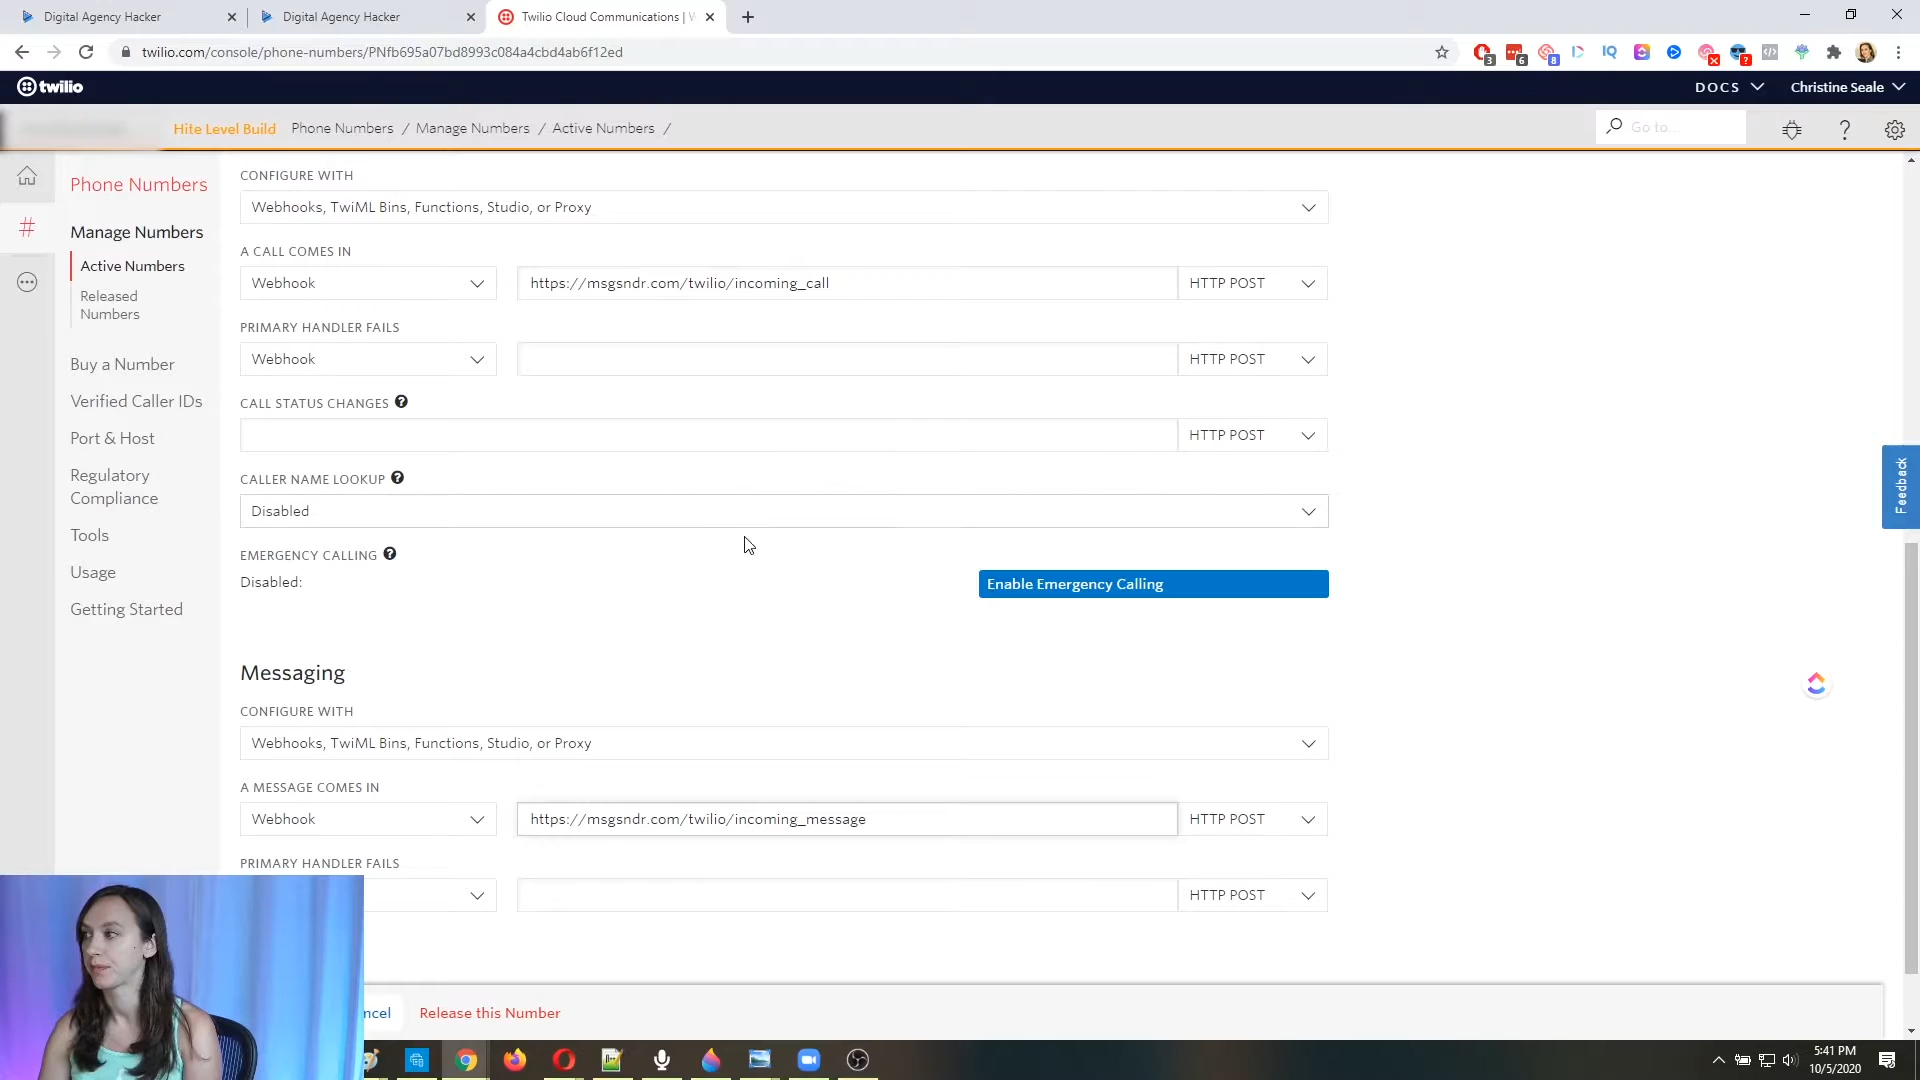 Digital Agency Hacker
Digital Agency Hacker
Twilio Cloud Communications |
twilio.com/console/phone-numbers/PNfb695a07bd8993c084a4cbd4ab6f12ed
3
6
8
IQ
?
twilio
DOCS
Christine Seale
Hite Level Build
Phone Numbers / Manage Numbers / Active Numbers /
Go to...
?
Phone Numbers
Manage Numbers
Active Numbers
Released
Numbers
Buy a Number
Verified Caller IDs
Port & Host
Regulatory
Compliance
Tools
Usage
Getting Started
CONFIGURE WITH
Webhooks, TwiML Bins, Functions, Studio, or Proxy
A CALL COMES IN
Webhook
https://msgsndr.com/twilio/incoming_call
HTTP POST
PRIMARY HANDLER FAILS
Webhook
HTTP POST
CALL STATUS CHANGES ?
HTTP POST
CALLER NAME LOOKUP ?
Disabled
EMERGENCY CALLING ?
Disabled:
Enable Emergency Calling
Feedback
Messaging
CONFIGURE WITH
Webhooks, TwiML Bins, Functions, Studio, or Proxy
A MESSAGE COMES IN
Webhook
https://msgsndr.com/twilio/incoming_message
HTTP POST
PRIMARY HANDLER FAILS
HTTP POST
ncel
Release this Number
5:41 PM
10/5/2020